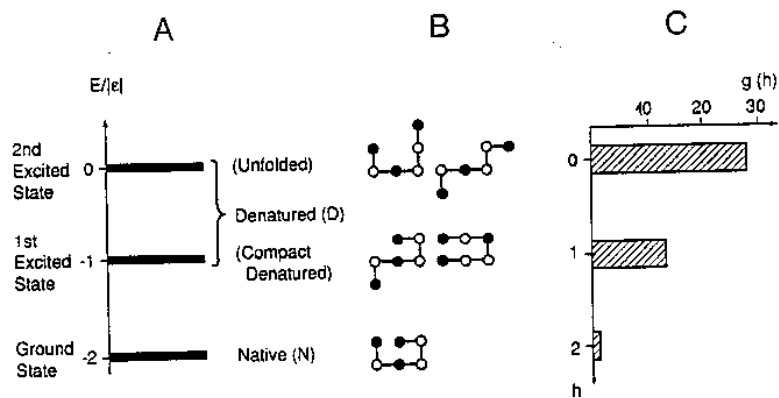 A
B
C
E/|ε|
g (h)
10
20
30
2nd
Excited
State
0
(Unfolded)
0
Denatured (D)
1st
Excited
State
-1
(Compact
Denatured)
1
Ground
State
-2
Native (N)
2
h